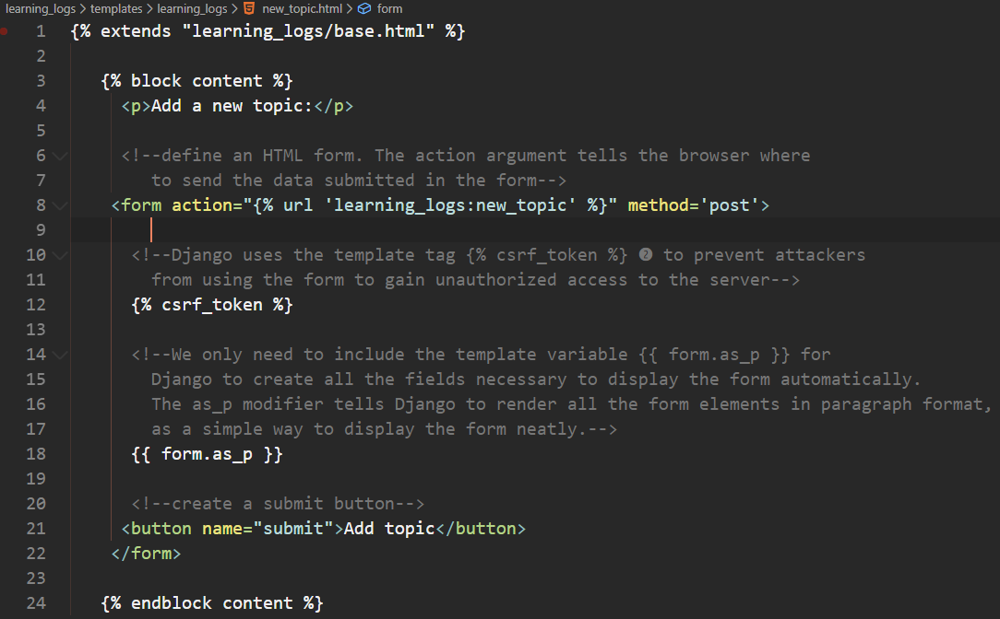 learning_logs > templates > learning_logs > new_topic.html > form
1 {% extends "learning_logs/base.html" %}
2
3 {% block content %}
4 <p>Add a new topic:</p>
5
6 <!--define an HTML form. The action argument tells the browser where
7 to send the data submitted in the form-->
8 <form action="{% url 'learning_logs:new_topic' %}" method='post'>
9
10 <!--Django uses the template tag {% csrf_token %} ❷ to prevent attackers
11 from using the form to gain unauthorized access to the server-->
12 {% csrf_token %}
13
14 <!--We only need to include the template variable {{ form.as_p }} for
15 Django to create all the fields necessary to display the form automatically.
16 The as_p modifier tells Django to render all the form elements in paragraph format,
17 as a simple way to display the form neatly.-->
18 {{ form.as_p }}
19
20 <!--create a submit button-->
21 <button name="submit">Add topic</button>
22 </form>
23
24 {% endblock content %}